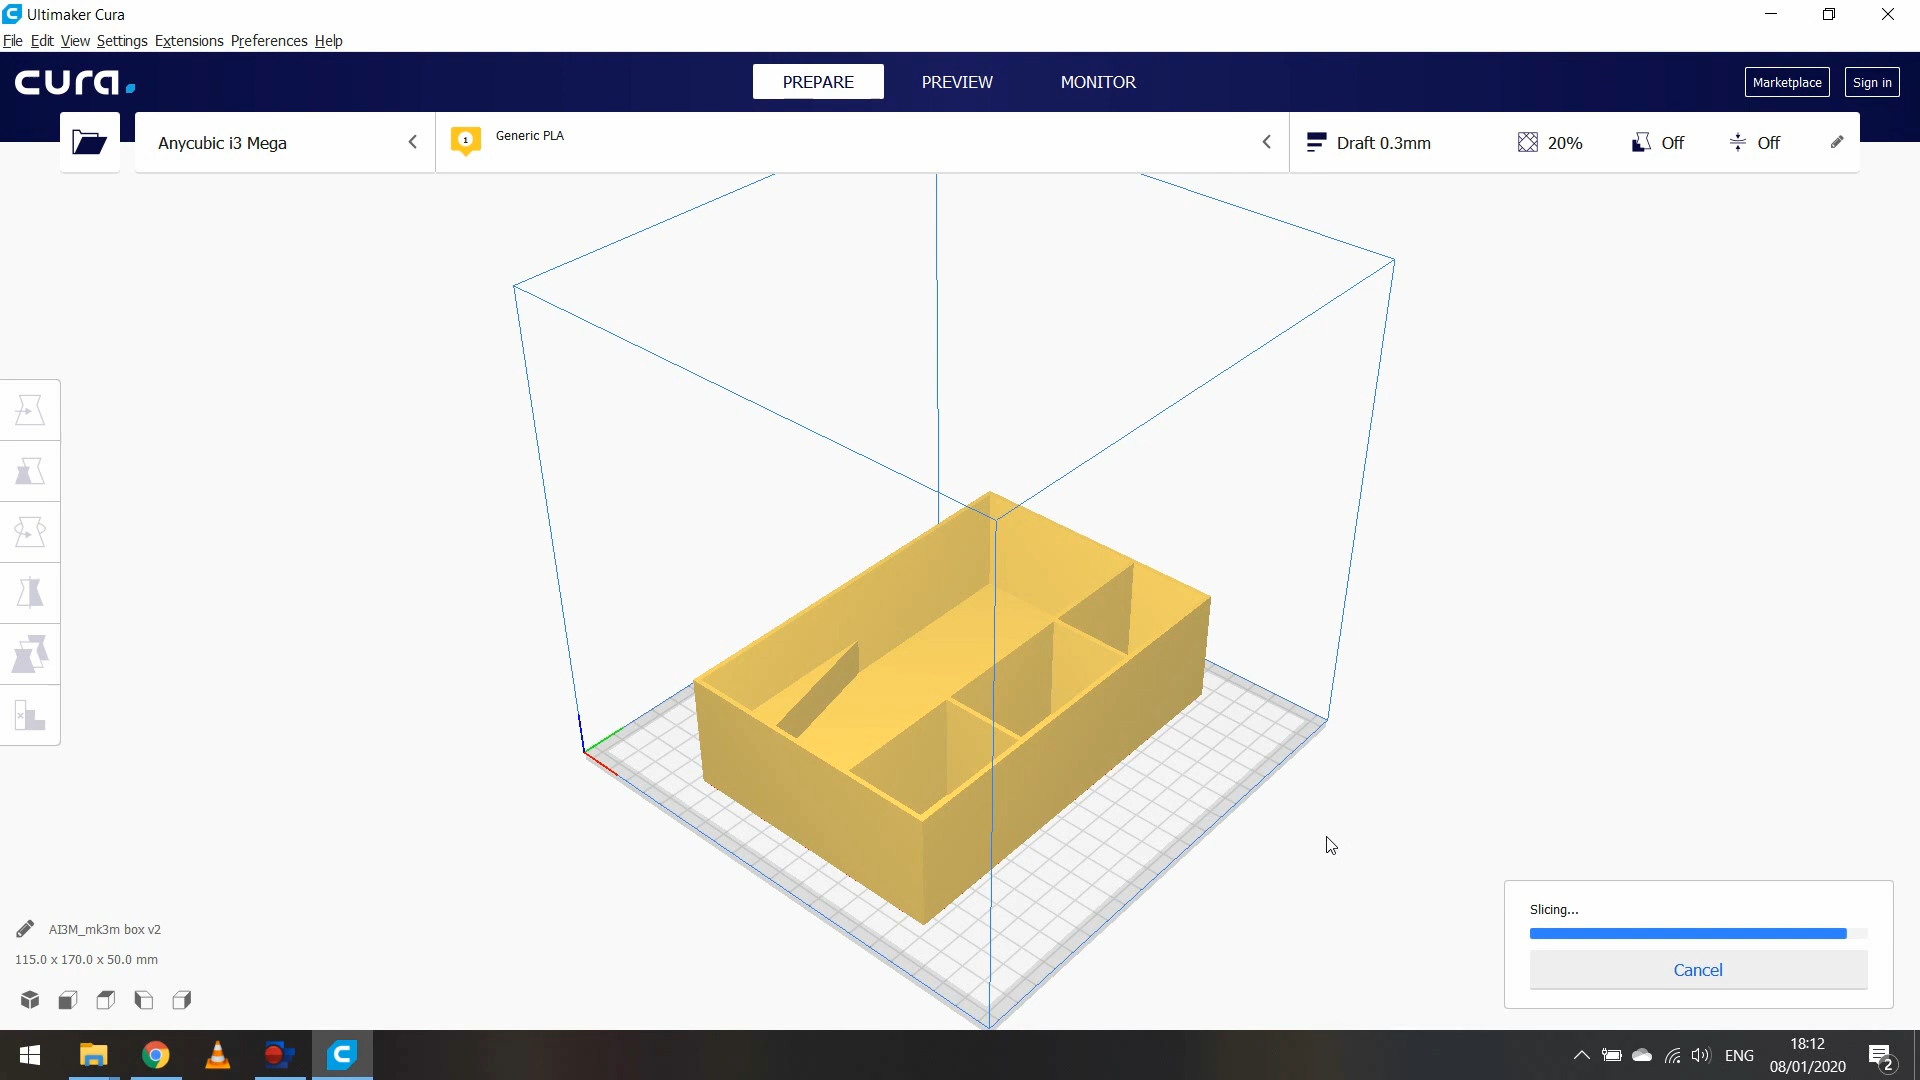 Ultimaker Cura
File Edit View Settings Extensions Preferences Help
cura.
PREPARE PREVIEW MONITOR
Marketplace Sign in
Anycubic i3 Mega
1 Generic PLA
Draft 0.3mm 20% Off Off
Slicing...
Cancel
AI3M_mk3m box v2
115.0 x 170.0 x 50.0 mm
ENG
18:12
08/01/2020
2